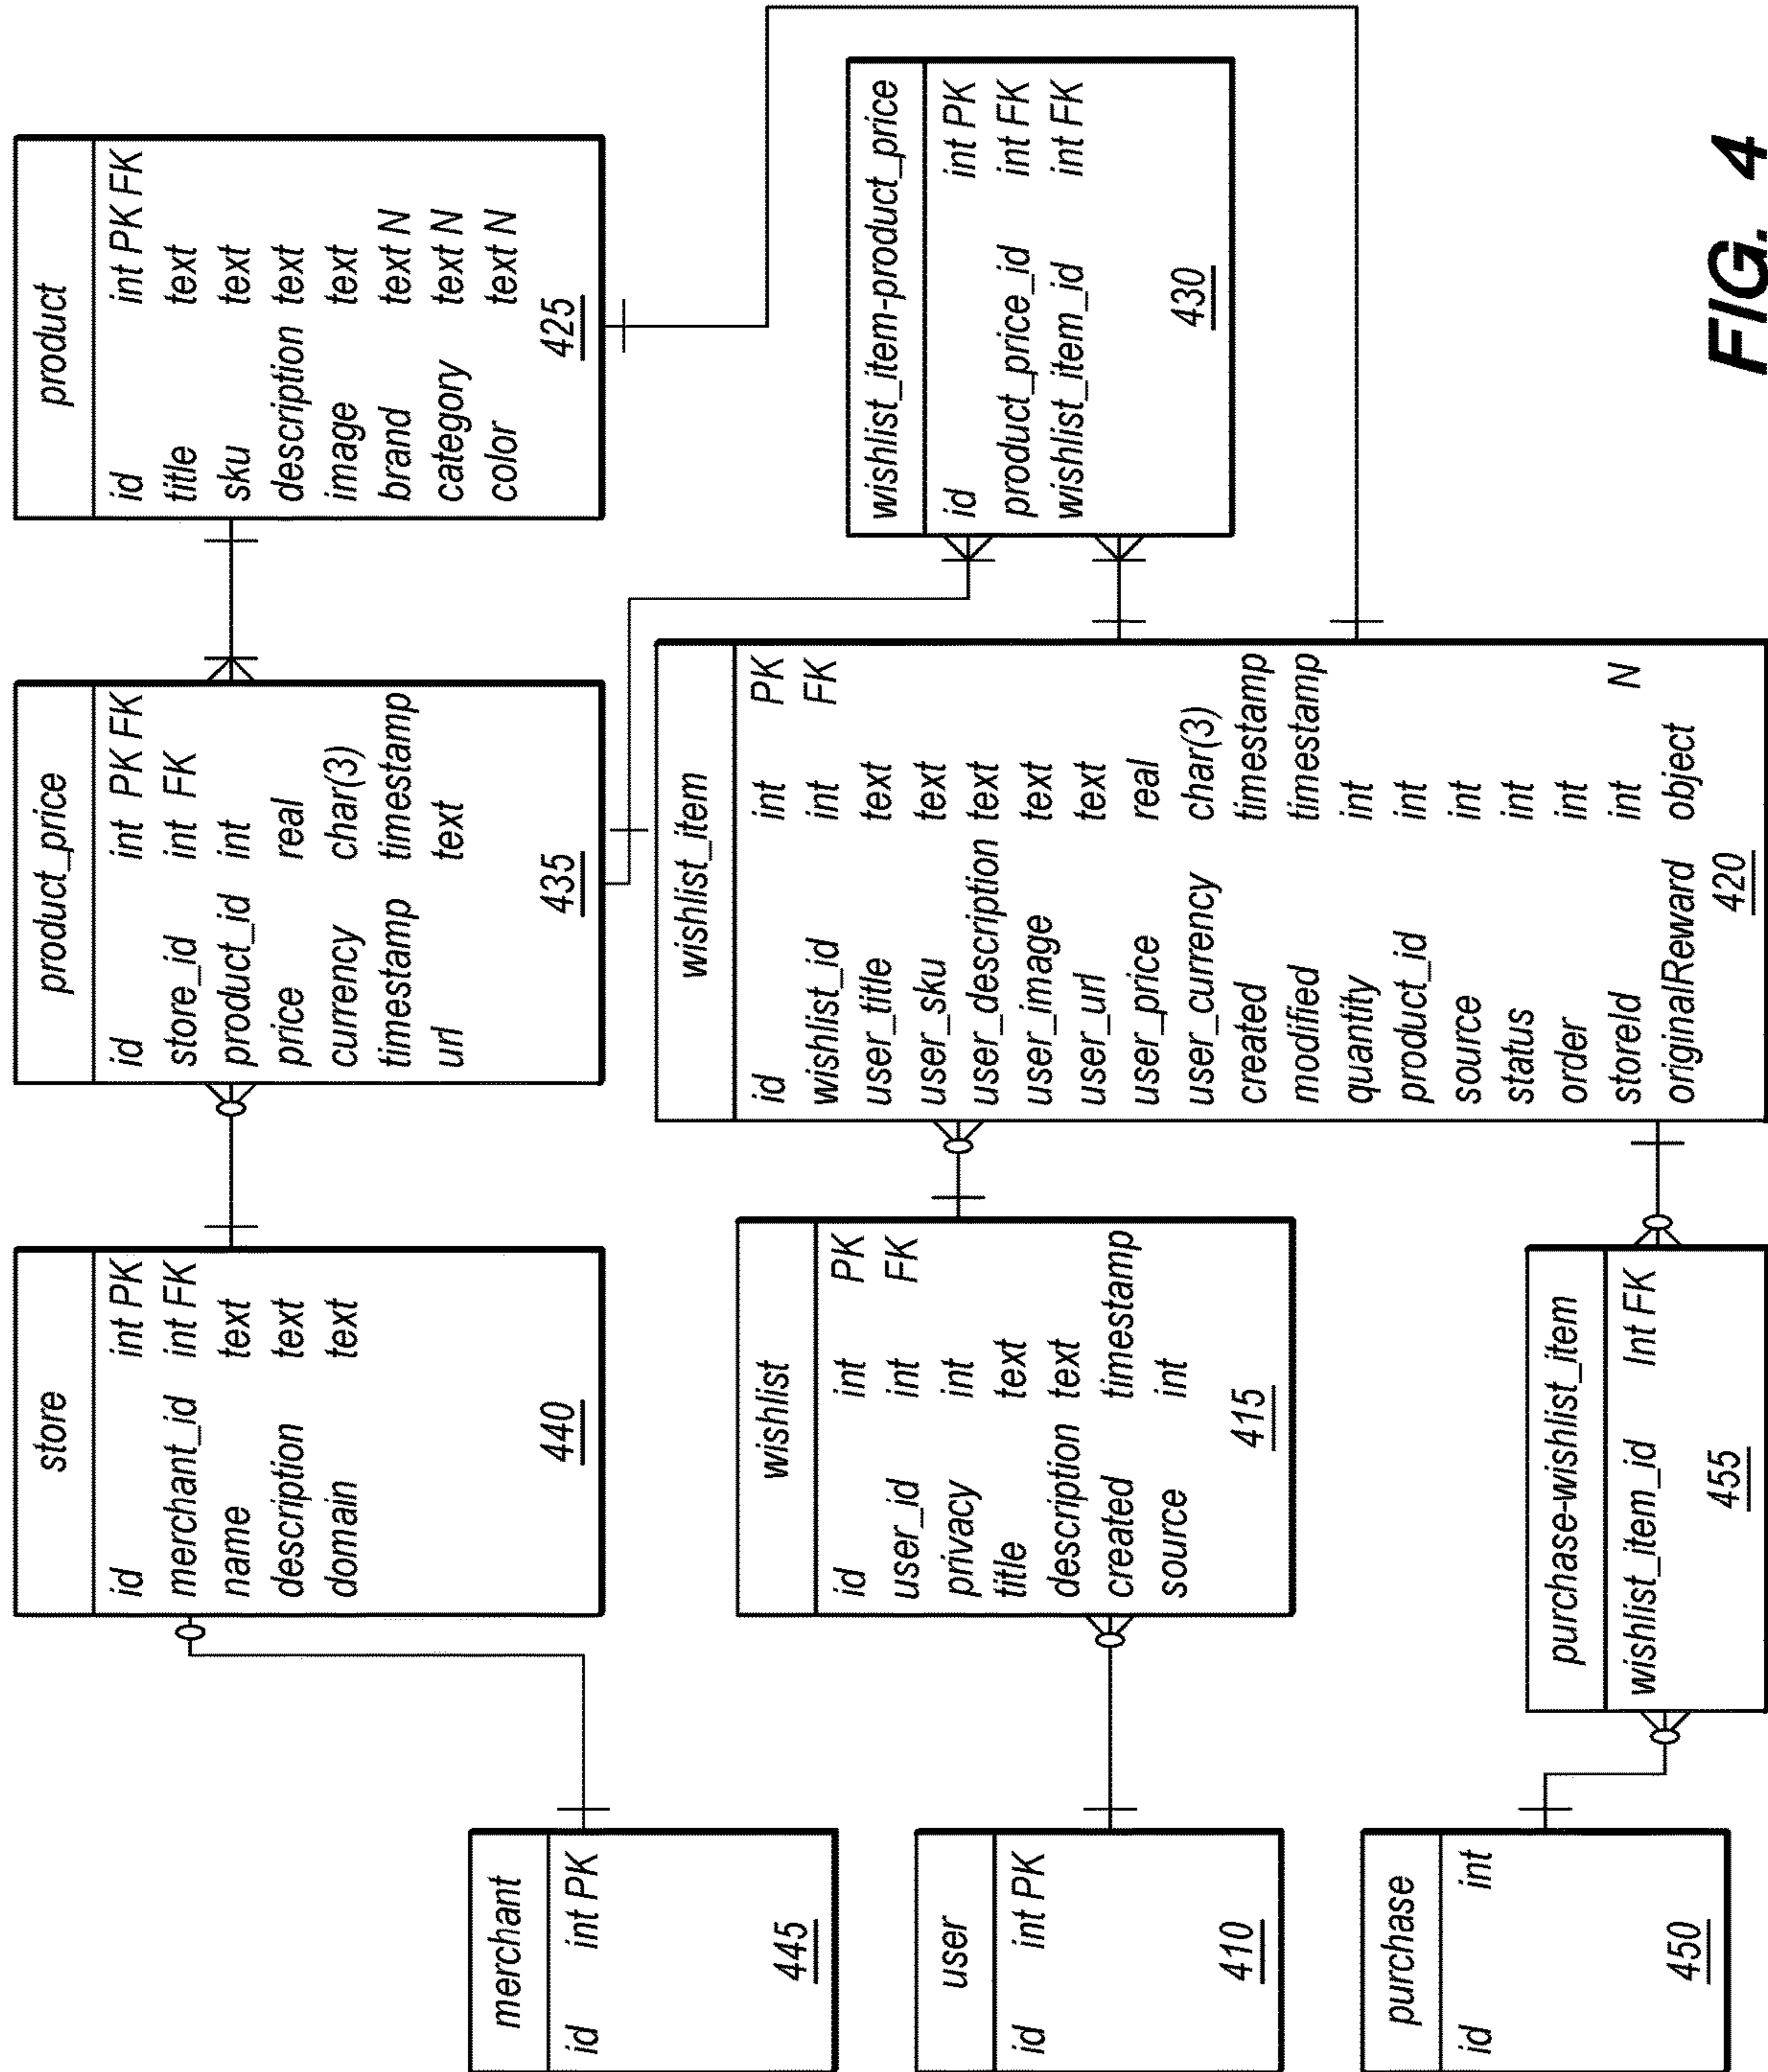 merchant
id int PK
445
user
id int PK
410
purchase
id int
450
store
id int PK
merchant_id int FK
name text
description text
domain text
440
wishlist
id int PK
user_id int FK
privacy int
title text
description text
created timestamp
source int
415
purchase-wishlist_item
wishlist_item_id Int FK
455
product_price
id int PK FK
store_id int FK
product_id int
price real
currency char(3)
timestamp timestamp
url text
435
wishlist_item
id int PK
wishlist_id int FK
user_title text
user_sku text
user_description text
user_image text
user_url text
user_price real
user_currency char(3)
created timestamp
modified timestamp
quantity int
product_id int
source int
status int
order int
storeId int N
originalReward object
420
product
id int PK FK
title text
sku text
description text
image text
brand text N
category text N
color text N
425
wishlist_item-product_price
id int PK
product_price_id int FK
wishlist_item_id int FK
430
FIG. 4